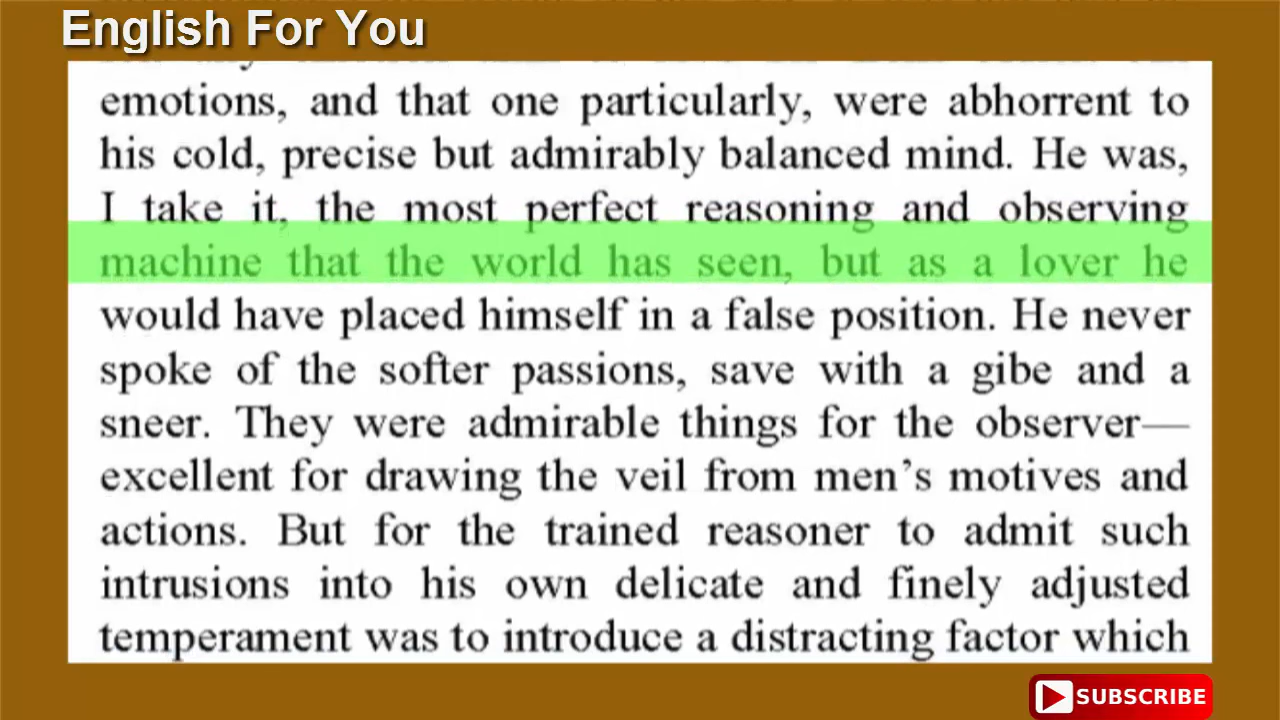 English For You
emotions, and that one particularly, were abhorrent to
his cold, precise but admirably balanced mind. He was,
I take it, the most perfect reasoning and observing
machine that the world has seen, but as a lover he
would have placed himself in a false position. He never
spoke of the softer passions, save with a gibe and a
sneer. They were admirable things for the observer—
excellent for drawing the veil from men’s motives and
actions. But for the trained reasoner to admit such
intrusions into his own delicate and finely adjusted
temperament was to introduce a distracting factor which
SUBSCRIBE